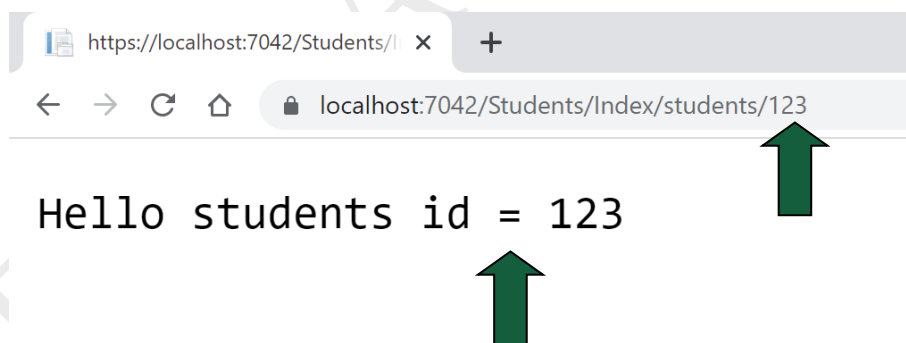 https://localhost:7042/Students/I
localhost:7042/Students/Index/students/123
Hello students id = 123